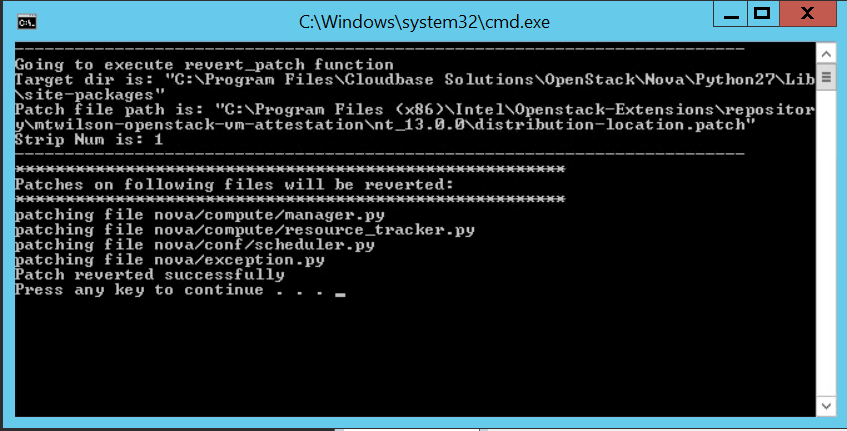 C:\Windows\system32\cmd.exe
-------------------------------------------------------------------------
Going to execute revert_patch function
Target dir is: "C:\Program Files\Cloudbase Solutions\OpenStack\Nova\Python27\Lib
\site-packages"
Patch file path is: "C:\Program Files (x86)\Intel\Openstack-Extensions\repositor
y\mtwilson-openstack-vm-attestation\nt_13.0.0\distribution-location.patch"
Strip Num is: 1
-------------------------------------------------------------------------
*******************************************************
Patches on following files will be reverted:
*******************************************************
patching file nova/compute/manager.py
patching file nova/compute/resource_tracker.py
patching file nova/conf/scheduler.py
patching file nova/exception.py
Patch reverted successfully
Press any key to continue . . . _